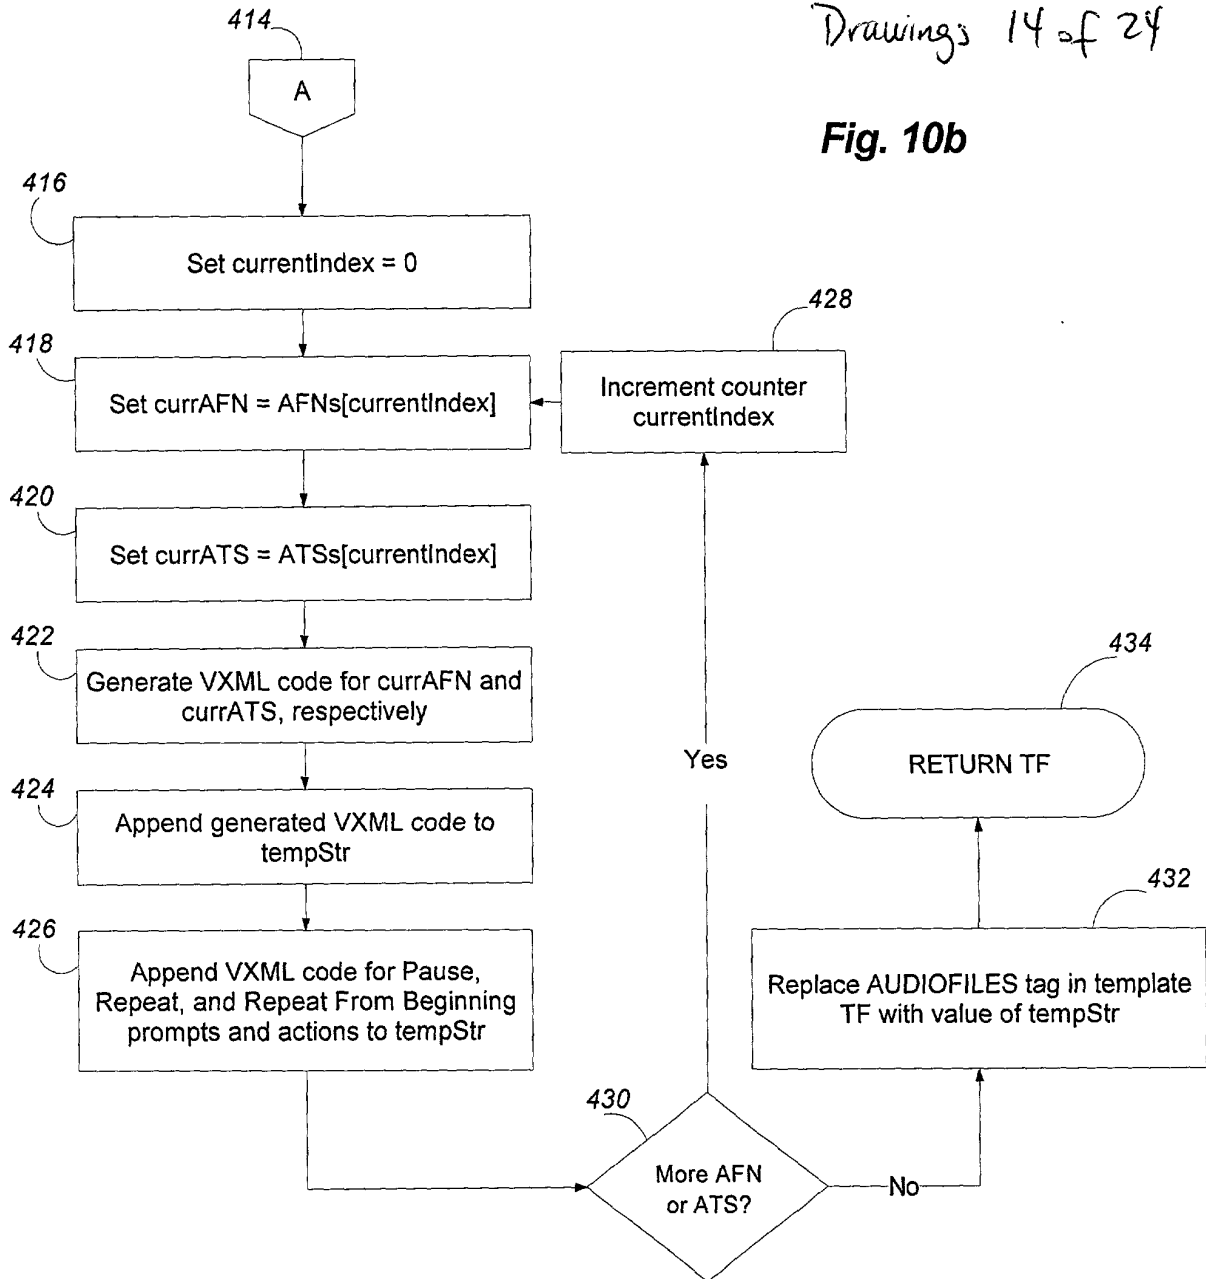 Drawings 14 of 24
Fig. 10b
414
A
416
Set currentIndex = 0
428
418
Increment counter
currentIndex
Set currAFN = AFNs[currentIndex]
420
Set currATS = ATSs[currentIndex]
422
Generate VXML code for currAFN and
currATS, respectively
434
Yes
RETURN TF
424
Append generated VXML code to
tempStr
432
426
Append VXML code for Pause,
Repeat, and Repeat From Beginning
prompts and actions to tempStr
Replace AUDIOFILES tag in template
TF with value of tempStr
430
More AFN
or ATS?
No